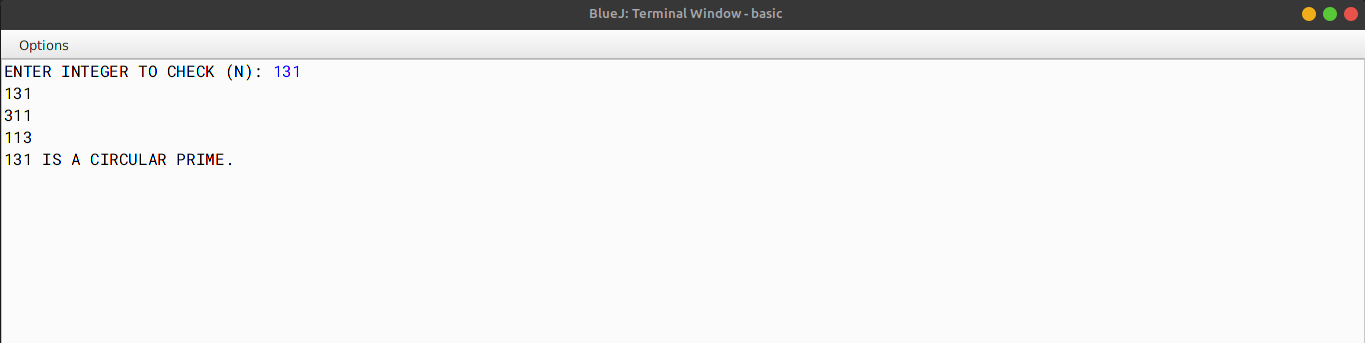 BlueJ: Terminal Window - basic
Options
ENTER INTEGER TO CHECK (N): 131
131
311
113
131 IS A CIRCULAR PRIME.